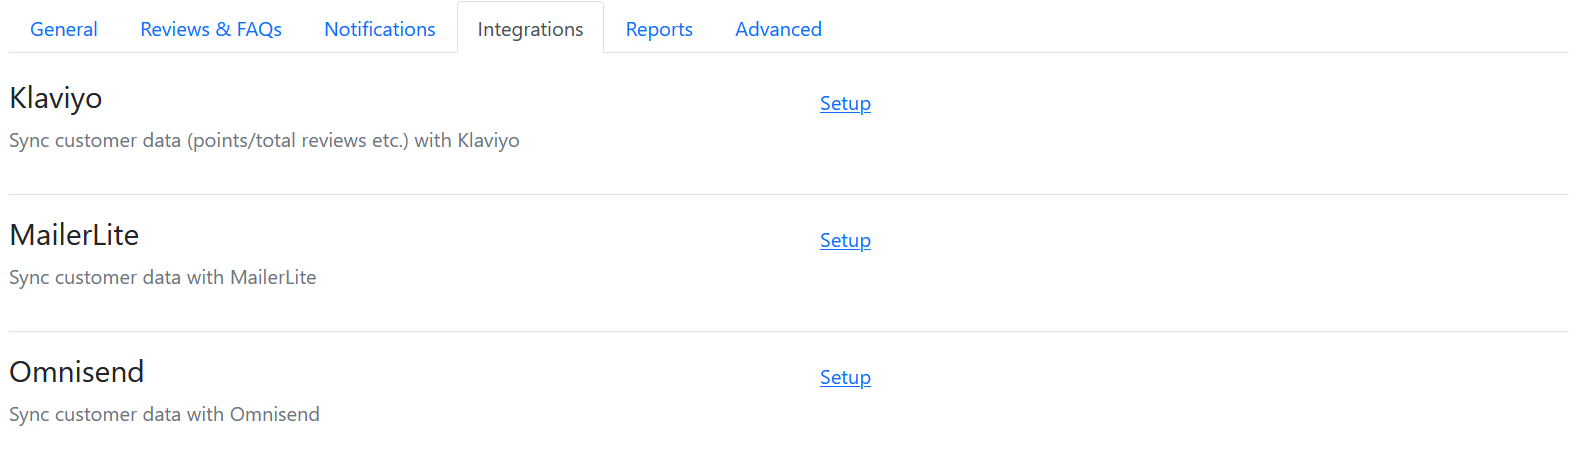 General Reviews & FAQs Notifications Integrations Reports Advanced
Klaviyo Setup
Sync customer data (points/total reviews etc.) with Klaviyo
MailerLite Setup
Sync customer data with MailerLite
Omnisend Setup
Sync customer data with Omnisend